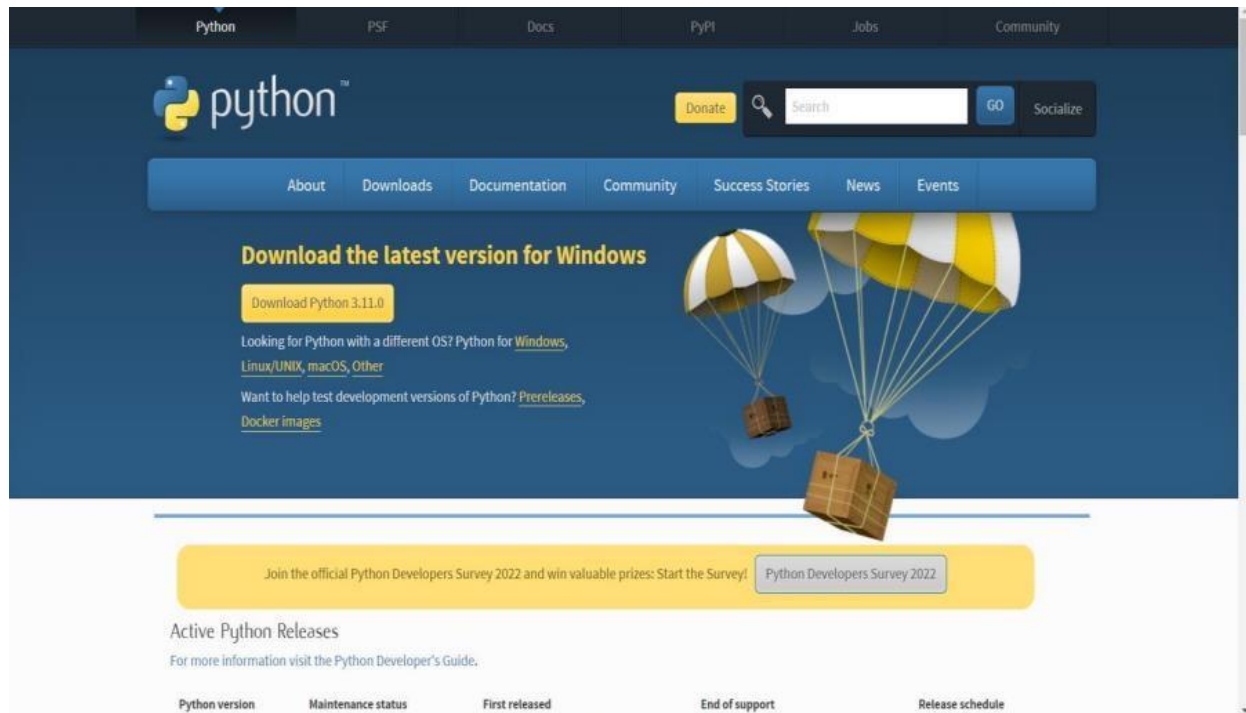 Python PSF Docs PyPI Jobs Community
python™
Donate Search GO Socialize
About Downloads Documentation Community Success Stories News Events
Download the latest version for Windows
Download Python 3.11.0
Looking for Python with a different OS? Python for Windows,
Linux/UNIX, macOS, Other
Want to help test development versions of Python? Prereleases,
Docker images
Join the official Python Developers Survey 2022 and win valuable prizes: Start the Survey! Python Developers Survey 2022
Active Python Releases
For more information visit the Python Developer's Guide.
Python version Maintenance status First released End of support Release schedule